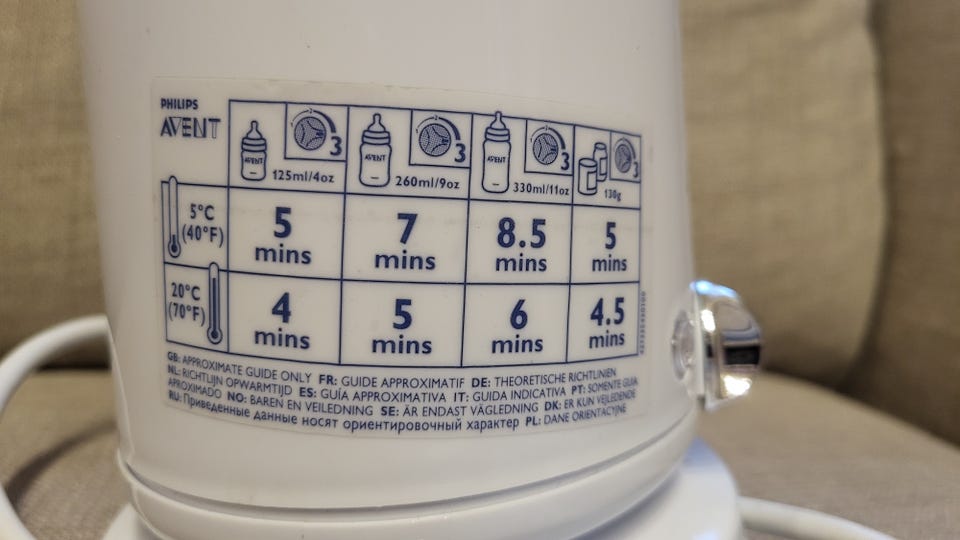 PHILIPS
AVENT
3
3
3
3
AVENT
AVENT
AVENT
125ml/4oz
260ml/9oz
330ml/11oz
130g
5°C
(40°F)
5
mins
7
mins
8.5
mins
5
mins
20°C
(70°F)
4
mins
5
mins
6
mins
4.5
mins
GB: APPROXIMATE GUIDE ONLY FR: GUIDE APPROXIMATIF DE: THEORETISCHE RICHTLINIEN
NL: RICHTLIJN OPWARMTIJD ES: GUÍA APPROXIMATIVA IT: GUIDA INDICATIVA PT: SOMENTE GUIA
APROXIMADO NO: BAREN EN VEILEDNING SE: ÄR ENDAST VÄGLEDNING DK: ER KUN VEJLEDENDE
RU: Приведенные данные носят ориентировочный характер PL: DANE ORIENTACYJNE